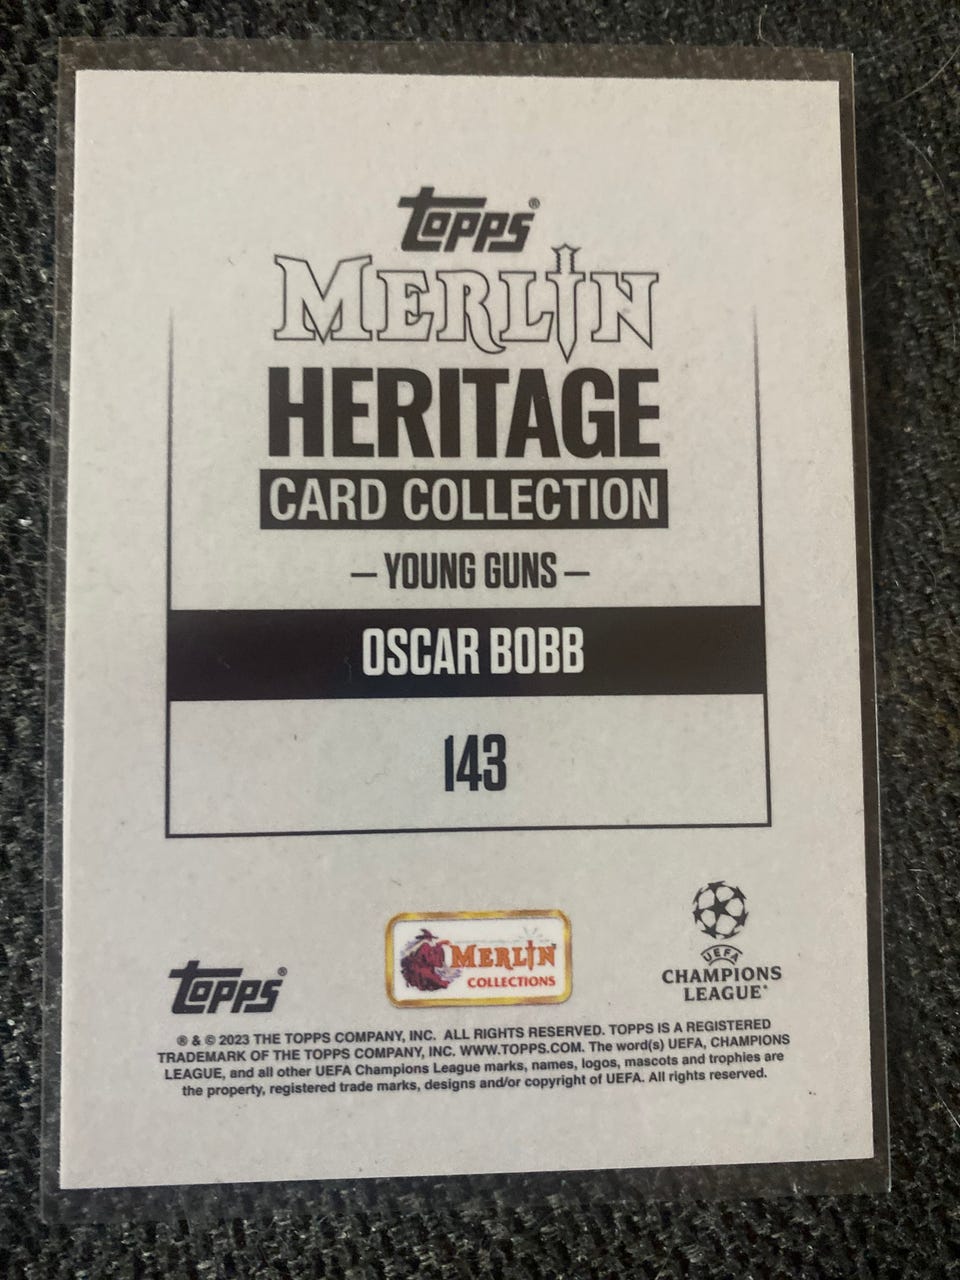 Topps®
MERLIN
HERITAGE
CARD COLLECTION
– YOUNG GUNS –
OSCAR BOBB
143
Topps®
MERLIN
COLLECTIONS
UEFA
CHAMPIONS
LEAGUE®
® & © 2023 THE TOPPS COMPANY, INC. ALL RIGHTS RESERVED. TOPPS IS A REGISTERED
TRADEMARK OF THE TOPPS COMPANY, INC. WWW.TOPPS.COM. The word(s) UEFA, CHAMPIONS
LEAGUE, and all other UEFA Champions League marks, names, logos, mascots and trophies are
the property, registered trade marks, designs and/or copyright of UEFA. All rights reserved.